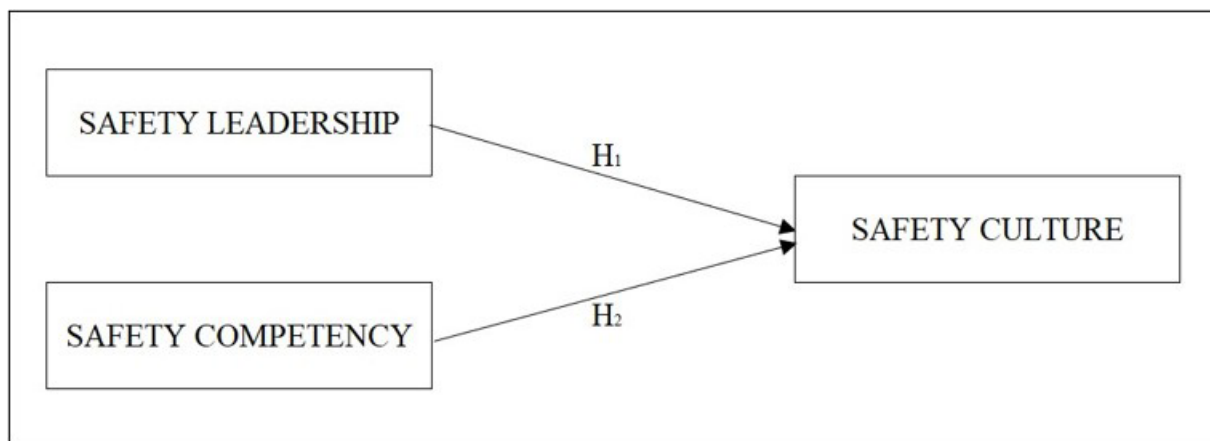 SAFETY LEADERSHIP
H₁
SAFETY CULTURE
H₂
SAFETY COMPETENCY